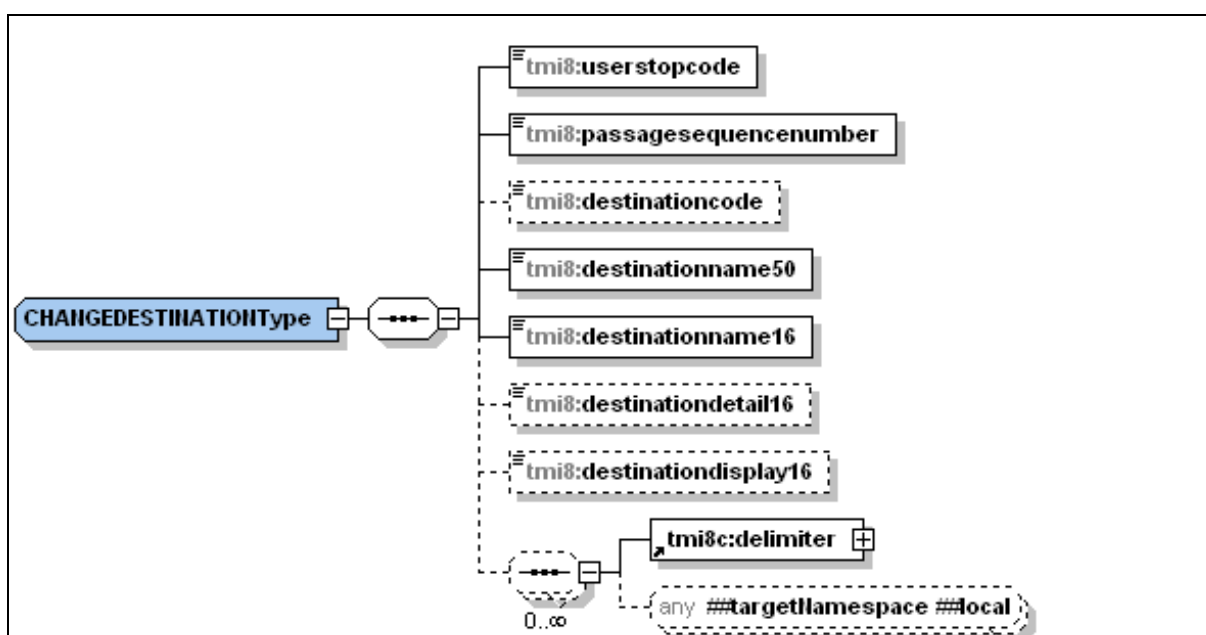 tmi8:userstopcode
tmi8:passagesequencenumber
tmi8:destinationcode
tmi8:destinationname50
CHANGEDESTINATIONType
tmi8:destinationname16
tmi8:destinationdetail16
tmi8:destinationdisplay16
tmi8c:delimiter
any ##targetNamespace ##local
0..∞